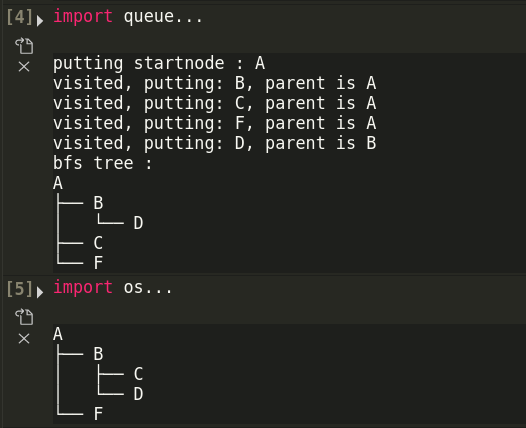 [4] import queue...
putting startnode : A
visited, putting: B, parent is A
visited, putting: C, parent is A
visited, putting: F, parent is A
visited, putting: D, parent is B
bfs tree :
A
├── B
│   └── D
├── C
└── F
[5] import os...
A
├── B
│   ├── C
│   └── D
└── F